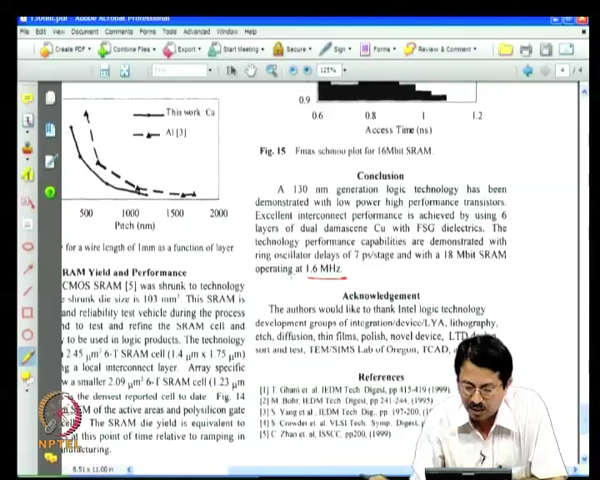 130nm.pdf - Adobe Acrobat Professional
File Edit View Document Comments Forms Tools Advanced Window Help
Create PDF Combine Files Export Start Meeting Secure Sign Forms Review & Comment
125%
4 / 4
This work Cu
Al [3]
500 1000 1500 2000
Pitch (nm)
for a wire length of 1mm as a function of layer
RAM Yield and Performance
CMOS SRAM [5] was shrunk to technology
shrunk die size is 103 mm². This SRAM is
and reliability test vehicle during the process
d to test and refine the SRAM cell and
y to be used in logic products. The technology
2.45 µm² 6-T SRAM cell (1.4 µm x 1.75 µm)
g a local interconnect layer. Array specific
w a smaller 2.09 µm² 6-T SRAM cell (1.23 µm
is the densest reported cell to date. Fig. 14
SEM of the active areas and polysilicon gate
cell. The SRAM die yield is equivalent to
at this point of time relative to ramping in
manufacturing.
0.9
0.6 0.8 1.0 1.2
Access Time (ns)
Fig. 15 Fmax schmoo plot for 16Mbit SRAM.
Conclusion
A 130 nm generation logic technology has been
demonstrated with low power high performance transistors.
Excellent interconnect performance is achieved by using 6
layers of dual damascene Cu with FSG dielectrics. The
technology performance capabilities are demonstrated with
ring oscillator delays of 7 ps/stage and with a 18 Mbit SRAM
operating at 1.6 MHz.
Acknowledgement
The authors would like to thank Intel logic technology
development groups of integration/device/LYA, lithography,
etch, diffusion, thin films, polish, novel device, LTD
sort and test, TEM/SIMS Lab of Oregon, TCAD,
References
[1] T. Ghani et al. IEDM Tech Digest, pp 415-419 (1999)
[2] M. Bohr, IEDM Tech Digest, pp 241-244, (1995)
[3] S. Yang et al., IEDM Tech Dig., pp. 197-200,
[4] S. Crowder et al. VLSI Tech. Symp. Digest,
[5] C. Zhao et al., ISSCC, pp200, (1999).
8.51 x 11.00 in
NPTEL